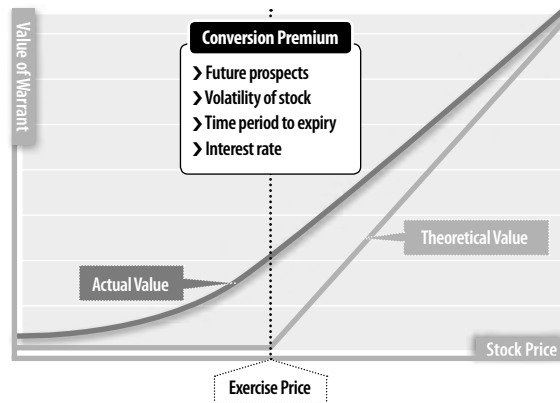 Value of Warrant
Conversion Premium
❯ Future prospects
❯ Volatility of stock
❯ Time period to expiry
❯ Interest rate
Theoretical Value
Actual Value
Stock Price
Exercise Price